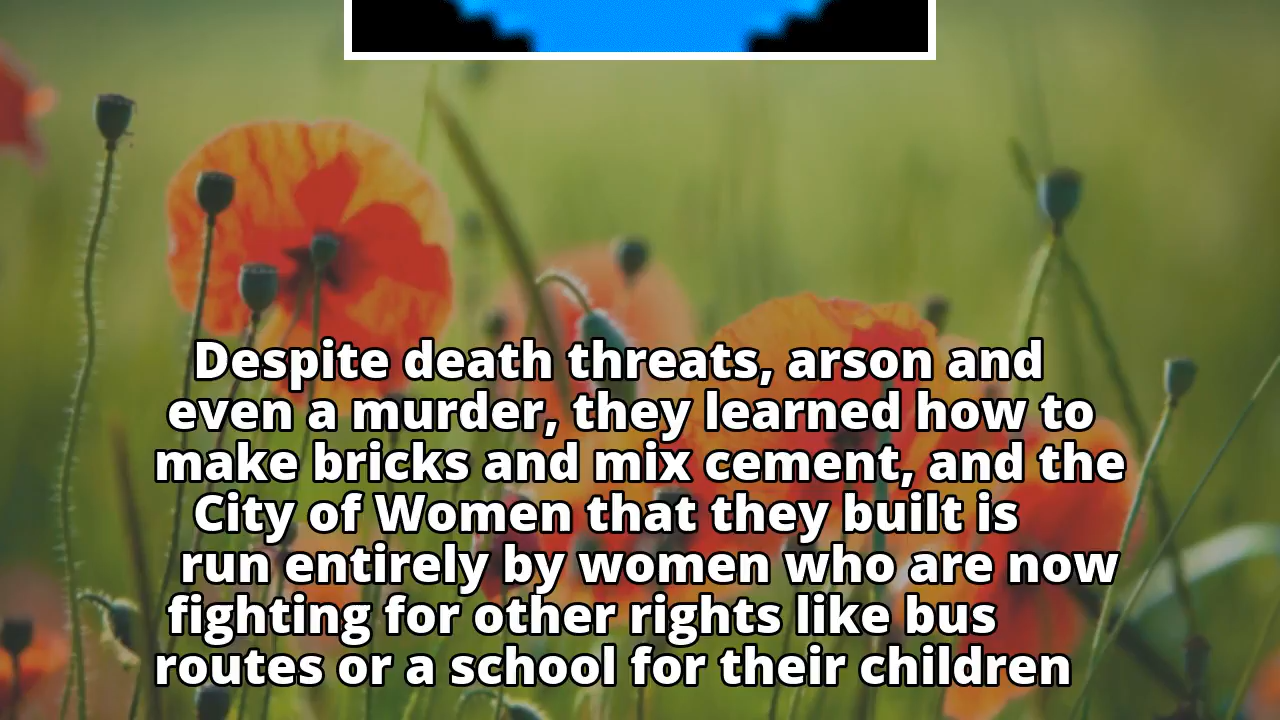 Despite death threats, arson and
even a murder, they learned how to
make bricks and mix cement, and the
City of Women that they built is
run entirely by women who are now
fighting for other rights like bus
routes or a school for their children